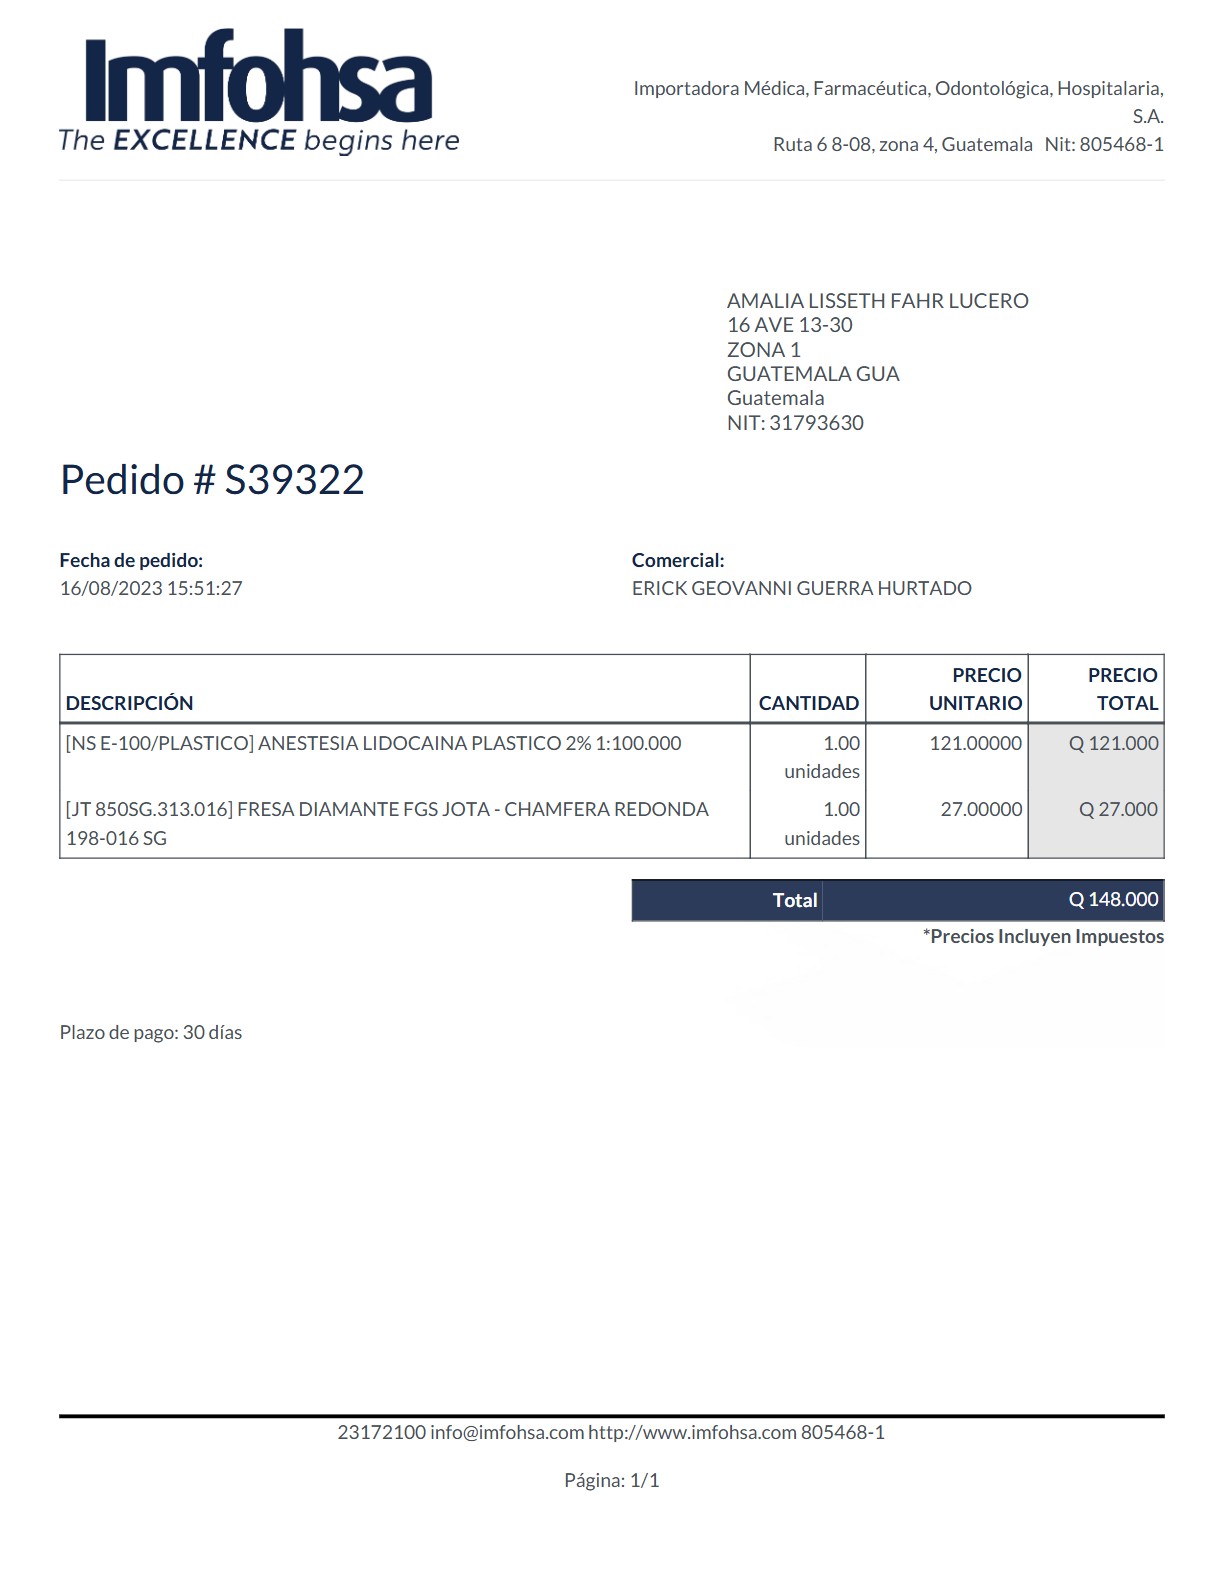 Imfohsa
The EXCELLENCE begins here
Importadora Médica, Farmacéutica, Odontológica, Hospitalaria,
S.A.
Ruta 6 8-08, zona 4, Guatemala   Nit: 805468-1
AMALIA LISSETH FAHR LUCERO
16 AVE 13-30
ZONA 1
GUATEMALA GUA
Guatemala
NIT: 31793630
Pedido # S39322
Fecha de pedido:
16/08/2023 15:51:27
Comercial:
ERICK GEOVANNI GUERRA HURTADO
DESCRIPCIÓN CANTIDAD PRECIO UNITARIO PRECIO TOTAL
[NS E-100/PLASTICO] ANESTESIA LIDOCAINA PLASTICO 2% 1:100.000 1.00 121.00000 Q 121.000
unidades
[JT 850SG.313.016] FRESA DIAMANTE FGS JOTA - CHAMFERA REDONDA 1.00 27.00000 Q 27.000
198-016 SG unidades
Total Q 148.000
*Precios Incluyen Impuestos
Plazo de pago: 30 días
23172100 info@imfohsa.com http://www.imfohsa.com 805468-1
Página: 1/1